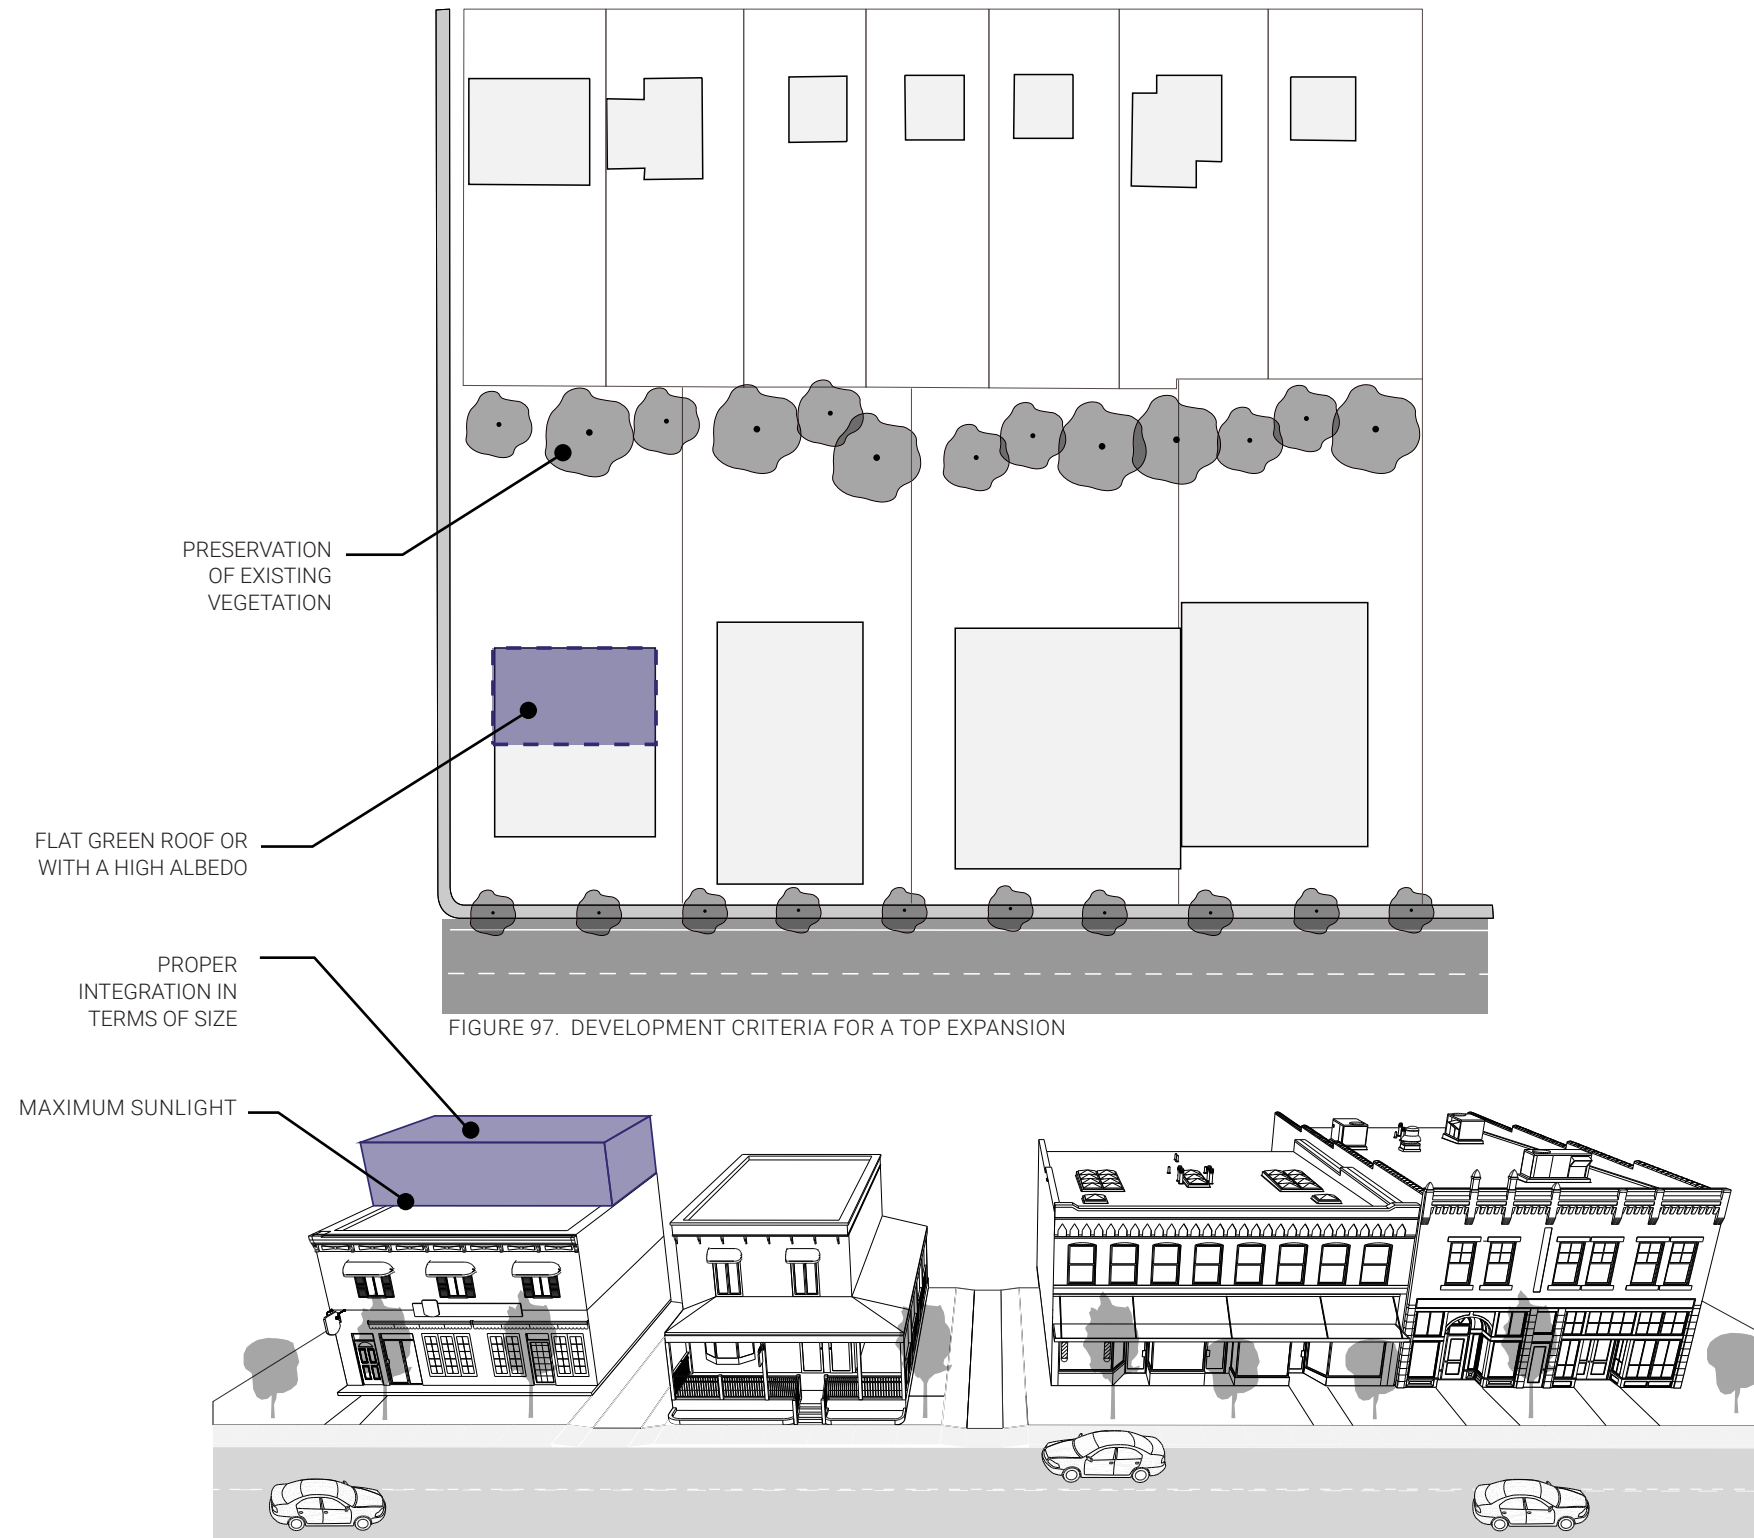 PRESERVATION
OF EXISTING
VEGETATION
FLAT GREEN ROOF OR
WITH A HIGH ALBEDO
PROPER
INTEGRATION IN
TERMS OF SIZE
FIGURE 97. DEVELOPMENT CRITERIA FOR A TOP EXPANSION
MAXIMUM SUNLIGHT